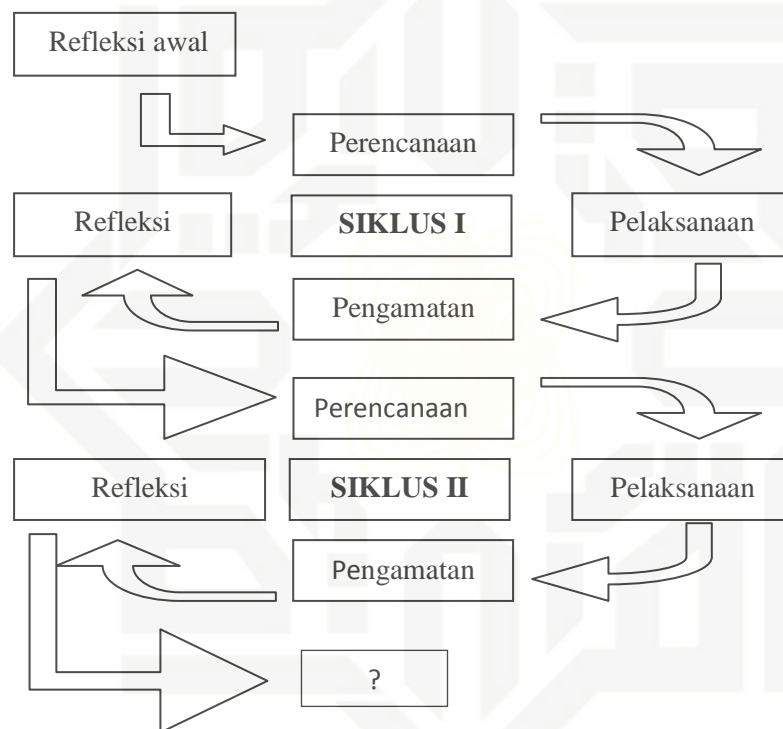 Refleksi awal
Perencanaan
Refleksi
SIKLUS I
Pelaksanaan
Pengamatan
Perencanaan
Refleksi
SIKLUS II
Pelaksanaan
Pengamatan
?